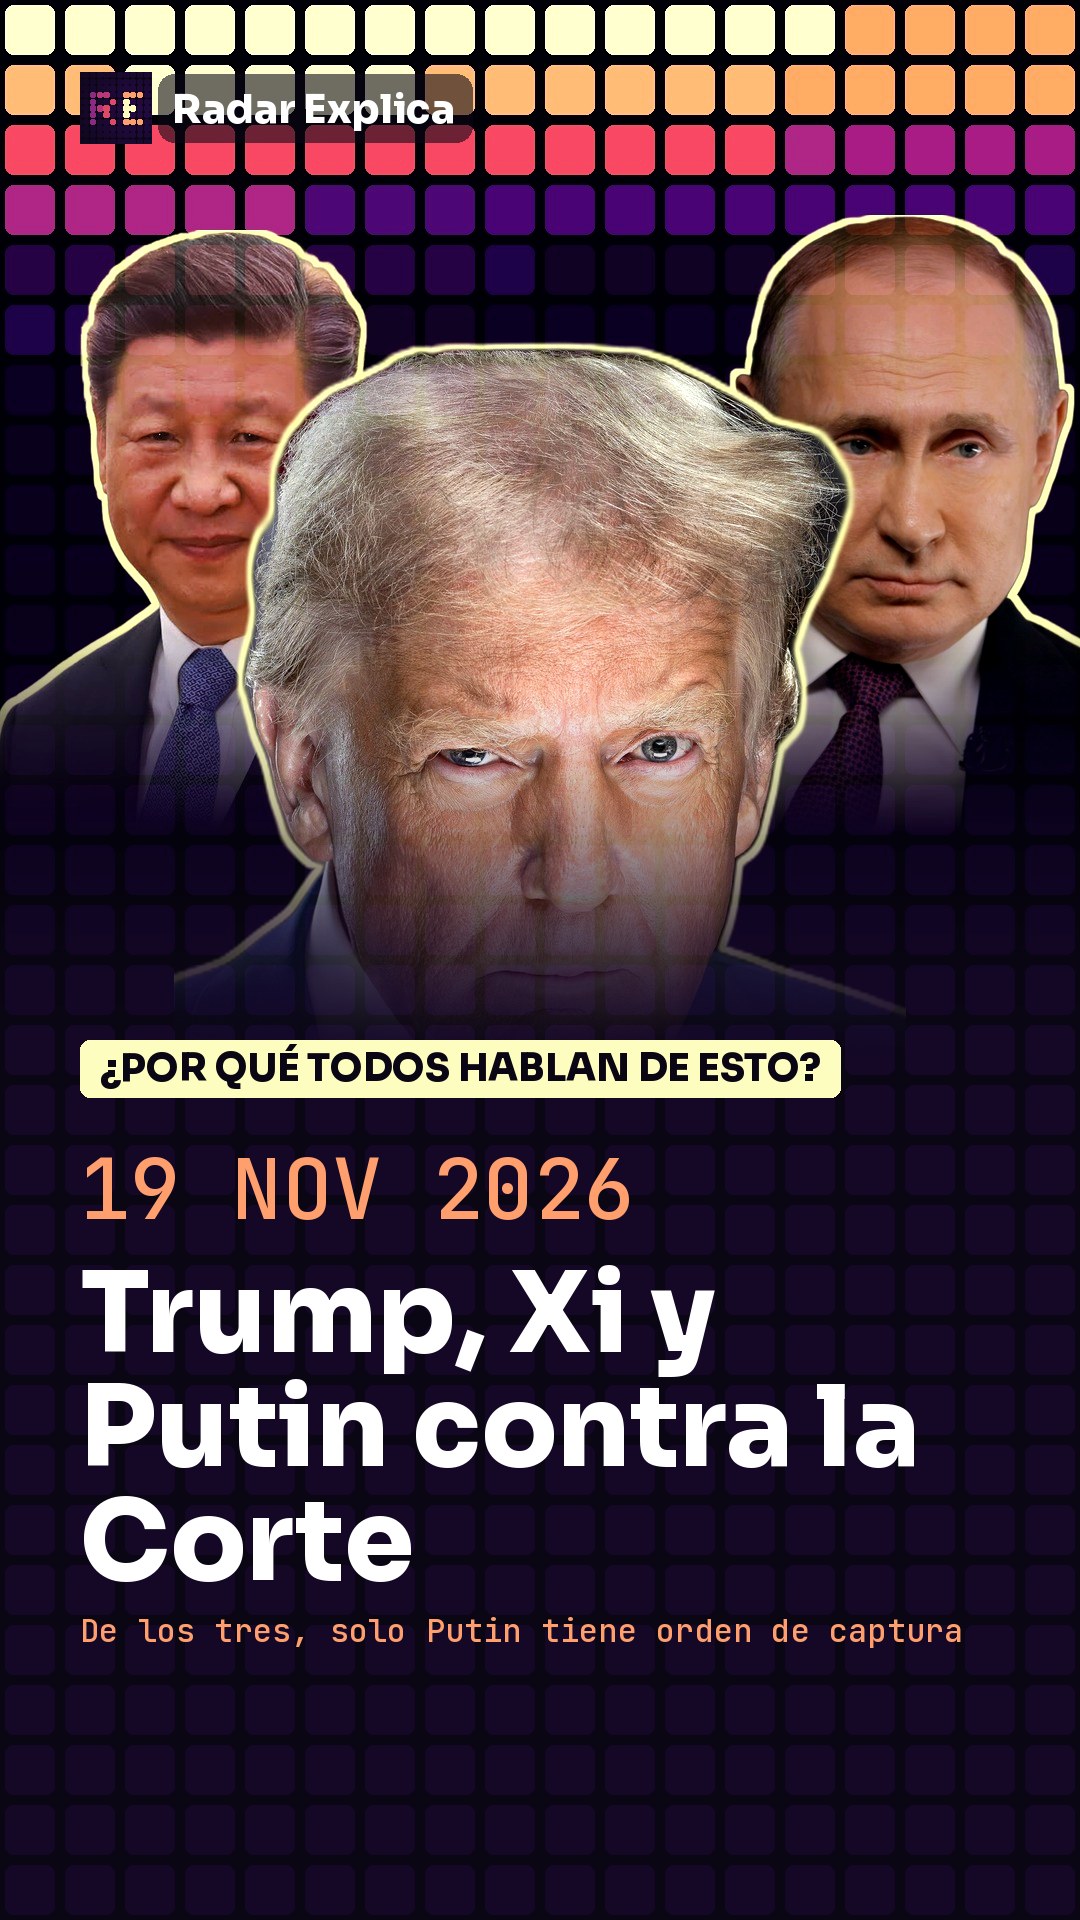 RE
Radar Explica
¿POR QUÉ TODOS HABLAN DE ESTO?
19 NOV 2026
Trump, Xi y
Putin contra la
Corte
De los tres, solo Putin tiene orden de captura